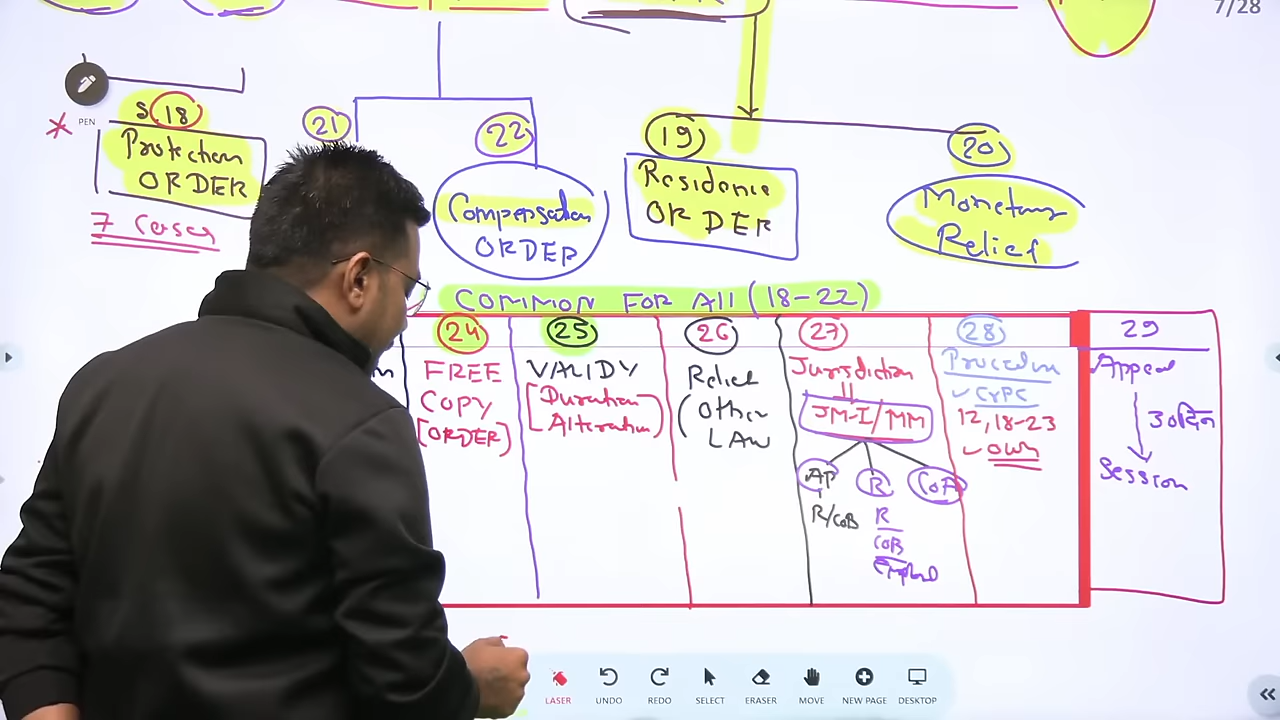 7/28
PEN
S 18
Protection
ORDER
7 Cases
21
22
Compensation
ORDER
19
Residence
ORDER
20
Monetary
Relief
COMMON FOR All (18-22)
24
FREE
COPY
[ORDER]
25
VALIDY
[Duration
Alteration]
26
Relief
(Other
LAW
27
Jurisdiction
JM-I/MM
AP
R/COB
R
R
COB
COA
28
Procedure
✓ CrPC
12, 18-23
✓ Own
29
Appeal
30 दिन
Session
LASER
UNDO
REDO
SELECT
ERASER
MOVE
NEW PAGE
DESKTOP